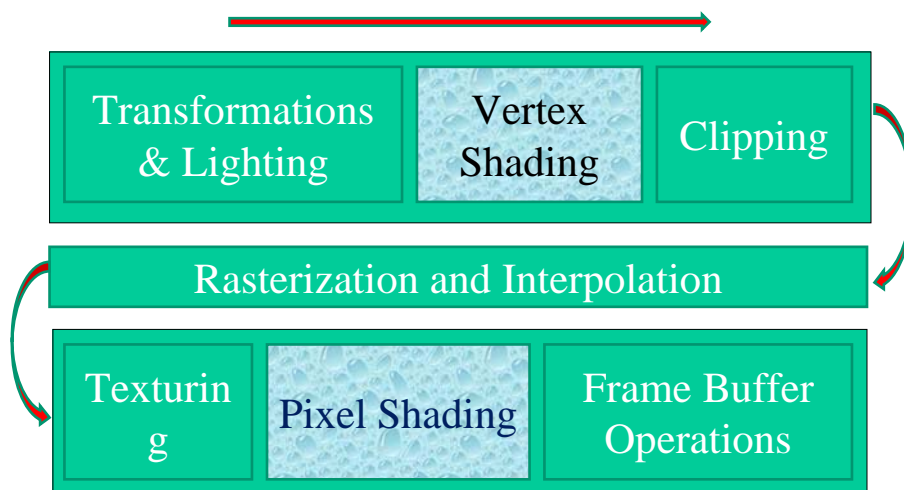 Transformations
& Lighting
Vertex
Shading
Clipping
Rasterization and Interpolation
Texturin
g
Pixel Shading
Frame Buffer
Operations